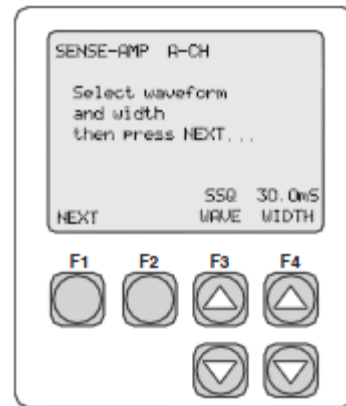 SENSE-AMP A-CH
Select waveform
and width
then press NEXT...
SSQ 30.0mS
NEXT WAVE WIDTH
F1 F2 F3 F4